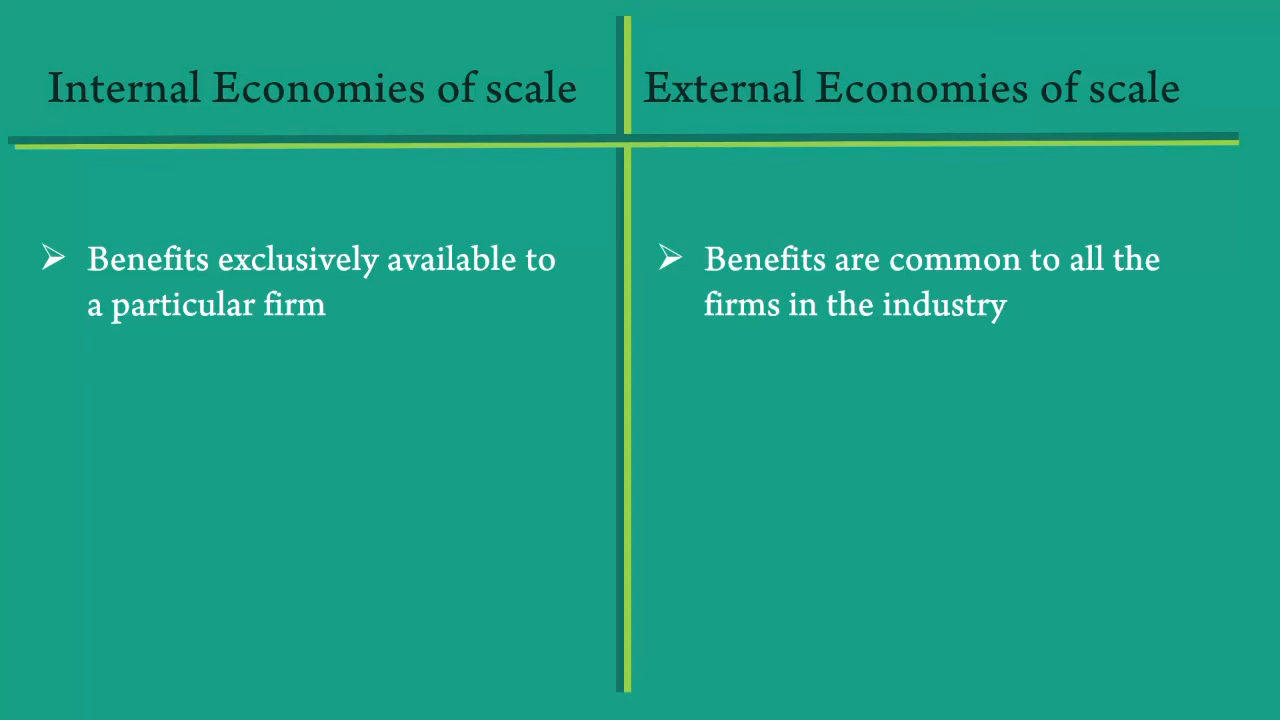 Internal Economies of scale
External Economies of scale
➢ Benefits exclusively available to
a particular firm
➢ Benefits are common to all the
firms in the industry